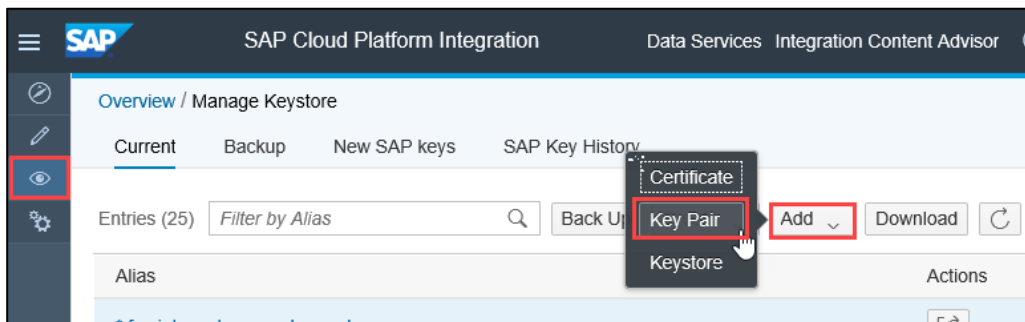 SAP SAP Cloud Platform Integration Data Services Integration Content Advisor
Overview / Manage Keystore
Current Backup New SAP keys SAP Key History
Certificate
Entries (25) Filter by Alias Back Up Key Pair Add Download
Keystore
Alias Actions